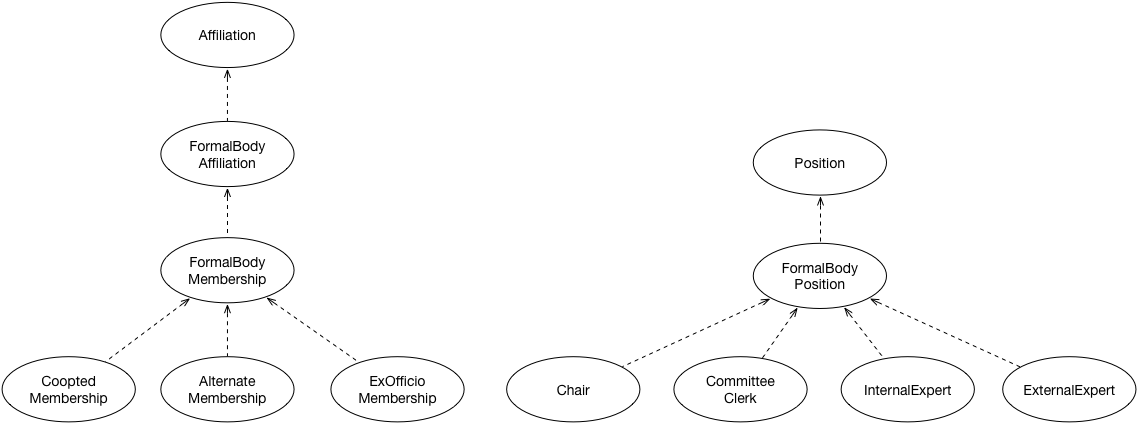 Affiliation
FormalBody
Affiliation
Position
FormalBody
Membership
FormalBody
Position
Coopted
Membership
Alternate
Membership
ExOfficio
Membership
Chair
Committee
Clerk
InternalExpert
ExternalExpert